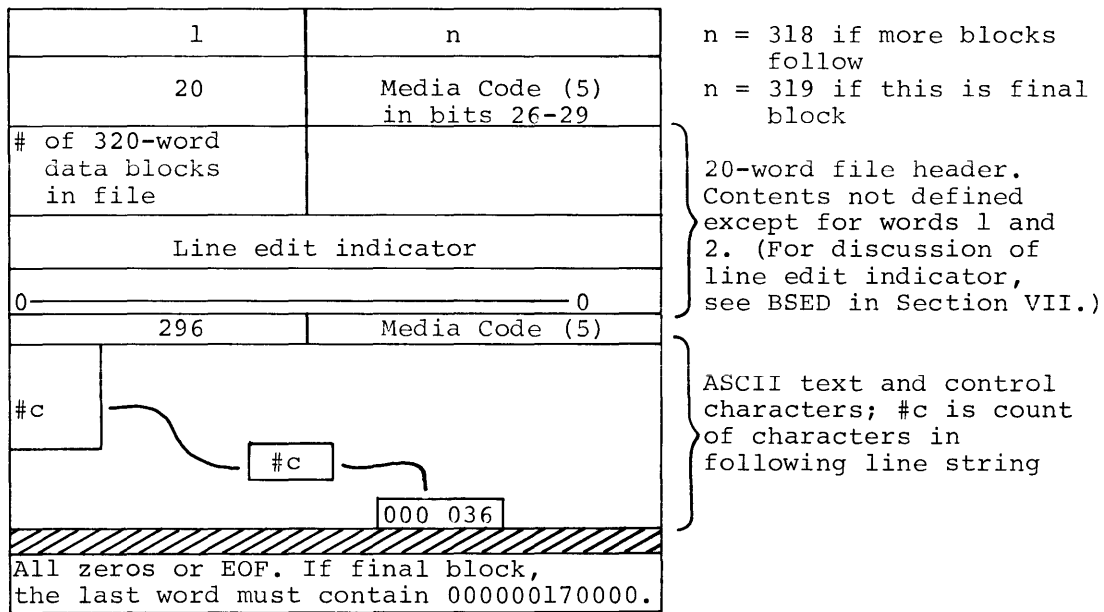 1 n
20 Media Code (5)
in bits 26-29
# of 320-word
data blocks
in file
Line edit indicator
0 0
296 Media Code (5)
#c
#c
000 036
All zeros or EOF. If final block,
the last word must contain 000000170000.
n = 318 if more blocks
follow
n = 319 if this is final
block
20-word file header.
Contents not defined
except for words 1 and
2. (For discussion of
line edit indicator,
see BSED in Section VII.)
ASCII text and control
characters; #c is count
of characters in
following line string